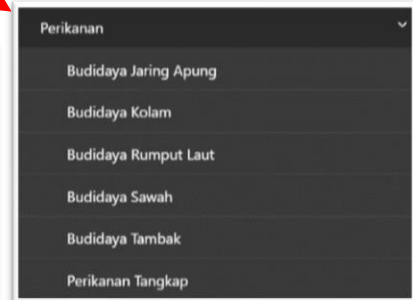 Perikanan
Budidaya Jaring Apung
Budidaya Kolam
Budidaya Rumput Laut
Budidaya Sawah
Budidaya Tambak
Perikanan Tangkap